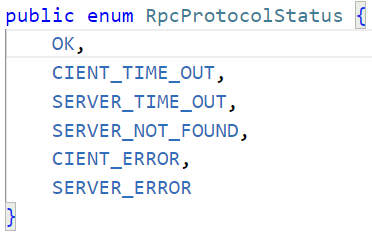 public enum RpcProtocolStatus {
OK,
CIENT_TIME_OUT,
SERVER_TIME_OUT,
SERVER_NOT_FOUND,
CIENT_ERROR,
SERVER_ERROR
}